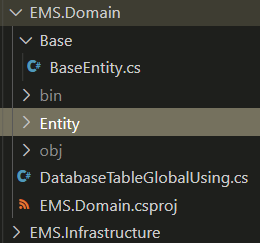 EMS.Domain
Base
BaseEntity.cs
bin
Entity
obj
DatabaseTableGlobalUsing.cs
EMS.Domain.csproj
EMS.Infrastructure